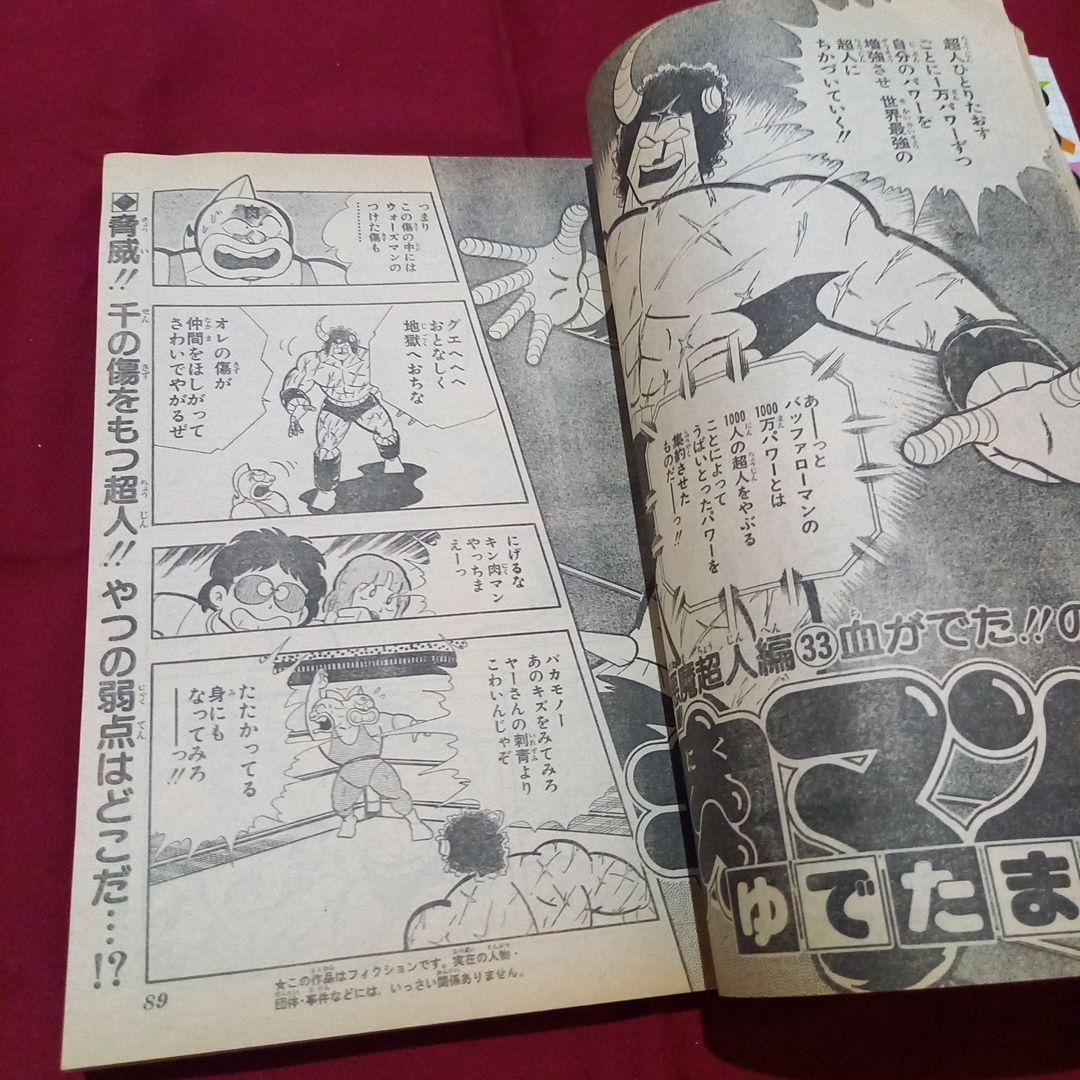 超人ひとりたおす
ごとに1万パワーずつ
自分のパワーを
増強させ 世界最強の
超人に
ちかづいていく!!
あ──っと
バッファローマンの
1000万パワーとは
1000人の超人をやぶる
ことによって
うばいとったパワーを
集約させた
ものだ──っ!!
魔超人編㉝血がでた!!の
肉マン
ゆでたま
つまり
この傷の中には
ウォーズマンの
つけた傷も
…………
肉
グエヘヘヘ
おとなしく
地獄へおちな
オレの傷が
仲間をほしがって
さわいでやがるぜ
にげるな
キン肉マン
やっちま
えーっ
バカモノー
あのキズをみてみろ
ヤーさんの刺青より
こわいんじゃぞ
たたかってる
身にも
なってみろ
──っ!!
◆脅威!!千の傷をもつ超人!!やつの弱点はどこだ…!?
★この作品はフィクションです。実在の人物・
団体・事件などには、いっさい関係ありません。
89